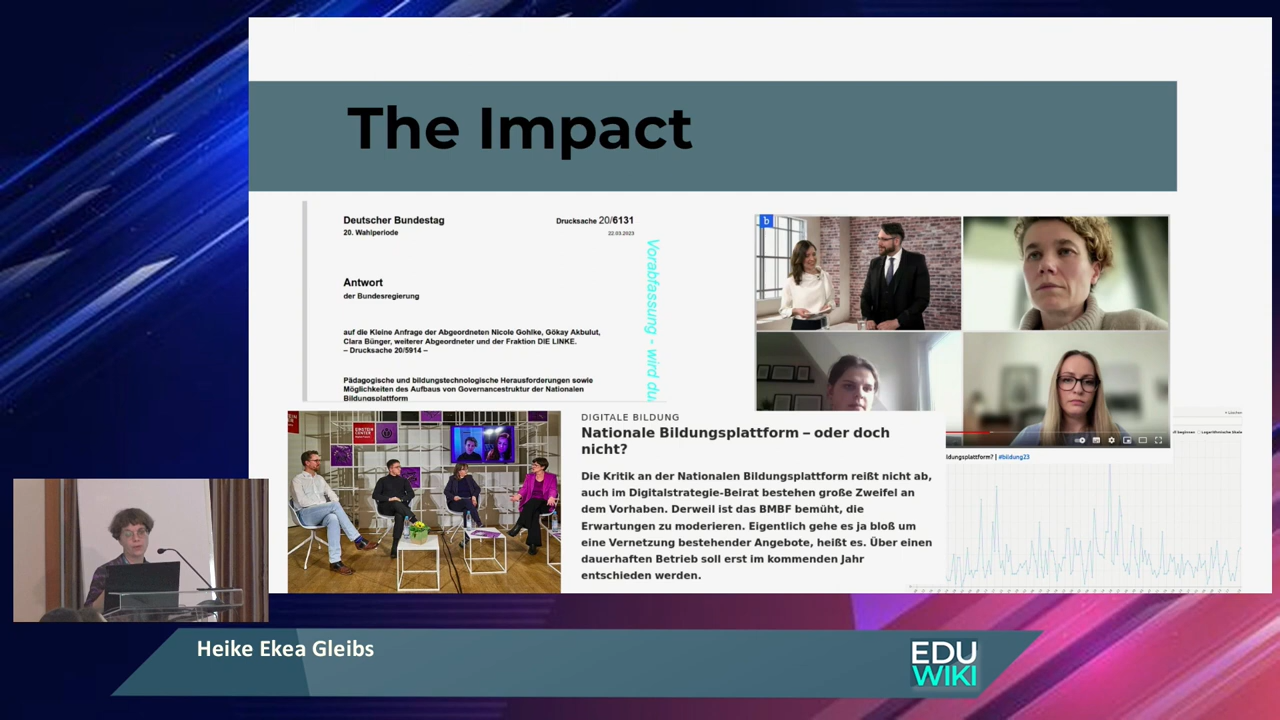 The Impact
Deutscher Bundestag
20. Wahlperiode
Drucksache 20/6131
22.03.2023
Antwort
der Bundesregierung
auf die Kleine Anfrage der Abgeordneten Nicole Gohlke, Gökay Akbulut,
Clara Bünger, weiterer Abgeordneter und der Fraktion DIE LINKE.
– Drucksache 20/5914 –
Pädagogische und bildungstechnologische Herausforderungen sowie
Möglichkeiten des Aufbaus von Governancestruktur der Nationalen
Bildungsplattform
Vorabfassung - wird du
b
DIGITALE BILDUNG
Nationale Bildungsplattform – oder doch
nicht?
Die Kritik an der Nationalen Bildungsplattform reißt nicht ab,
auch im Digitalstrategie-Beirat bestehen große Zweifel an
dem Vorhaben. Derweil ist das BMBF bemüht, die
Erwartungen zu moderieren. Eigentlich gehe es ja bloß um
eine Vernetzung bestehender Angebote, heißt es. Über einen
dauerhaften Betrieb soll erst im kommenden Jahr
entschieden werden.
ldungsplattform? | #bildung23
Logarithmische Skala
Heike Ekea Gleibs
EDU
WIKI